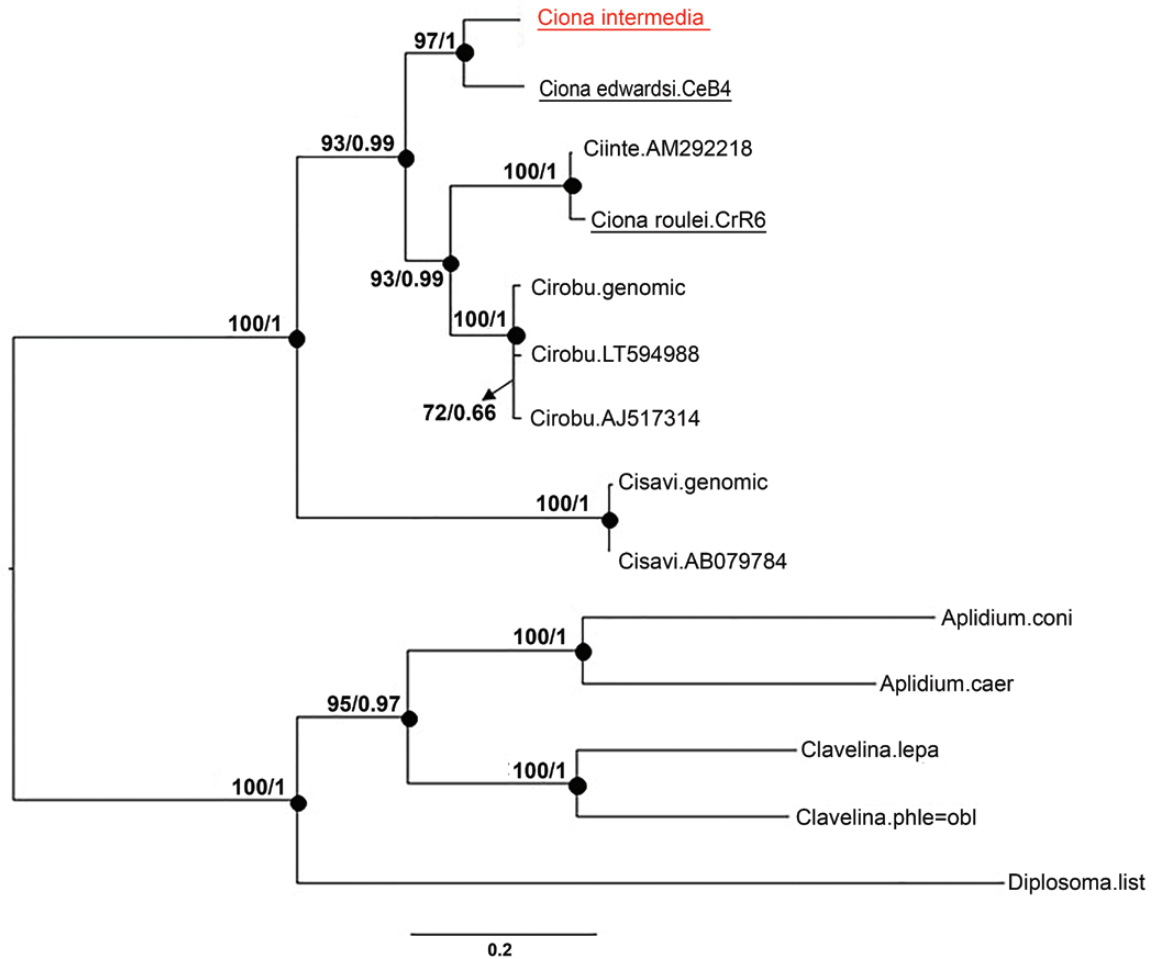 Ciona intermedia
97/1
Ciona edwardsi.CeB4
93/0.99
Ciinte.AM292218
100/1
Ciona roulei.CrR6
93/0.99
Cirobu.genomic
100/1
100/1
Cirobu.LT594988
72/0.66
Cirobu.AJ517314
Cisavi.genomic
100/1
Cisavi.AB079784
Aplidium.coni
100/1
Aplidium.caer
95/0.97
Clavelina.lepa
100/1
100/1
Clavelina.phle=obl
Diplosoma.list
0.2